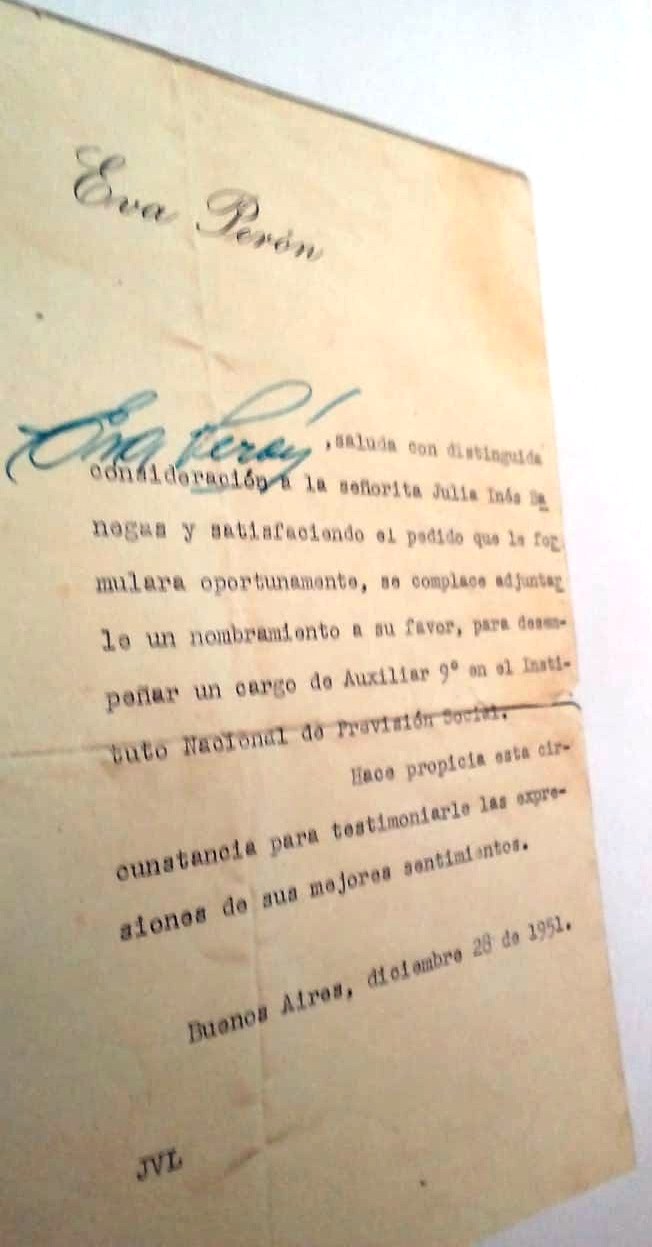 Eva Perón
Eva Perón, saluda con distinguida
consideración a la señorita Julia Inés Ba
negas y satisfaciendo el pedido que le for
mulara oportunamente, se complace adjuntar
le un nombramiento a su favor, para desem-
peñar un cargo de Auxiliar 9º en el Insti-
tuto Nacional de Previsión Social.
Hace propicia esta cir-
cunstancia para testimoniarle las expre-
siones de sus mejores sentimientos.
Buenos Aires, diciembre 28 de 1951.
JVL